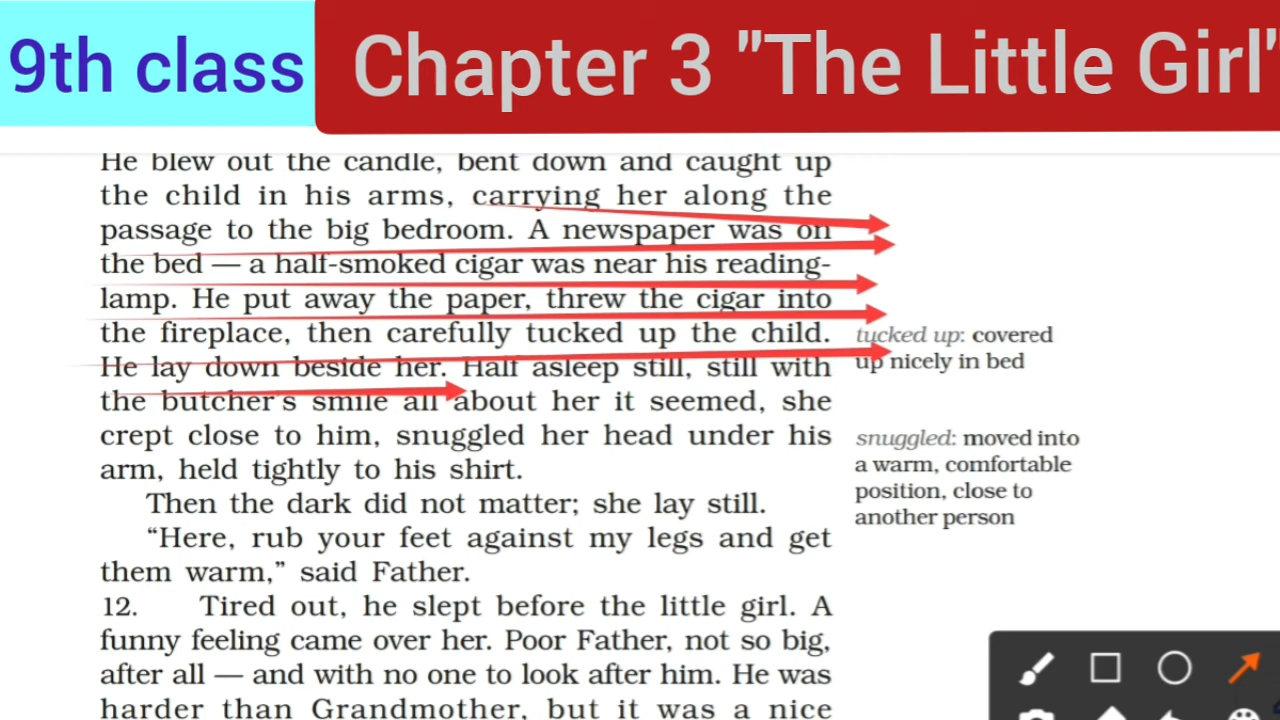 9th class
Chapter 3 "The Little Girl"
He blew out the candle, bent down and caught up
the child in his arms, carrying her along the
passage to the big bedroom. A newspaper was on
the bed — a half-smoked cigar was near his reading-
lamp. He put away the paper, threw the cigar into
the fireplace, then carefully tucked up the child.
He lay down beside her. Half asleep still, still with
the butcher's smile all about her it seemed, she
crept close to him, snuggled her head under his
arm, held tightly to his shirt.
Then the dark did not matter; she lay still.
“Here, rub your feet against my legs and get
them warm,” said Father.
12. Tired out, he slept before the little girl. A
funny feeling came over her. Poor Father, not so big,
after all — and with no one to look after him. He was
harder than Grandmother, but it was a nice
tucked up: covered
up nicely in bed
snuggled: moved into
a warm, comfortable
position, close to
another person